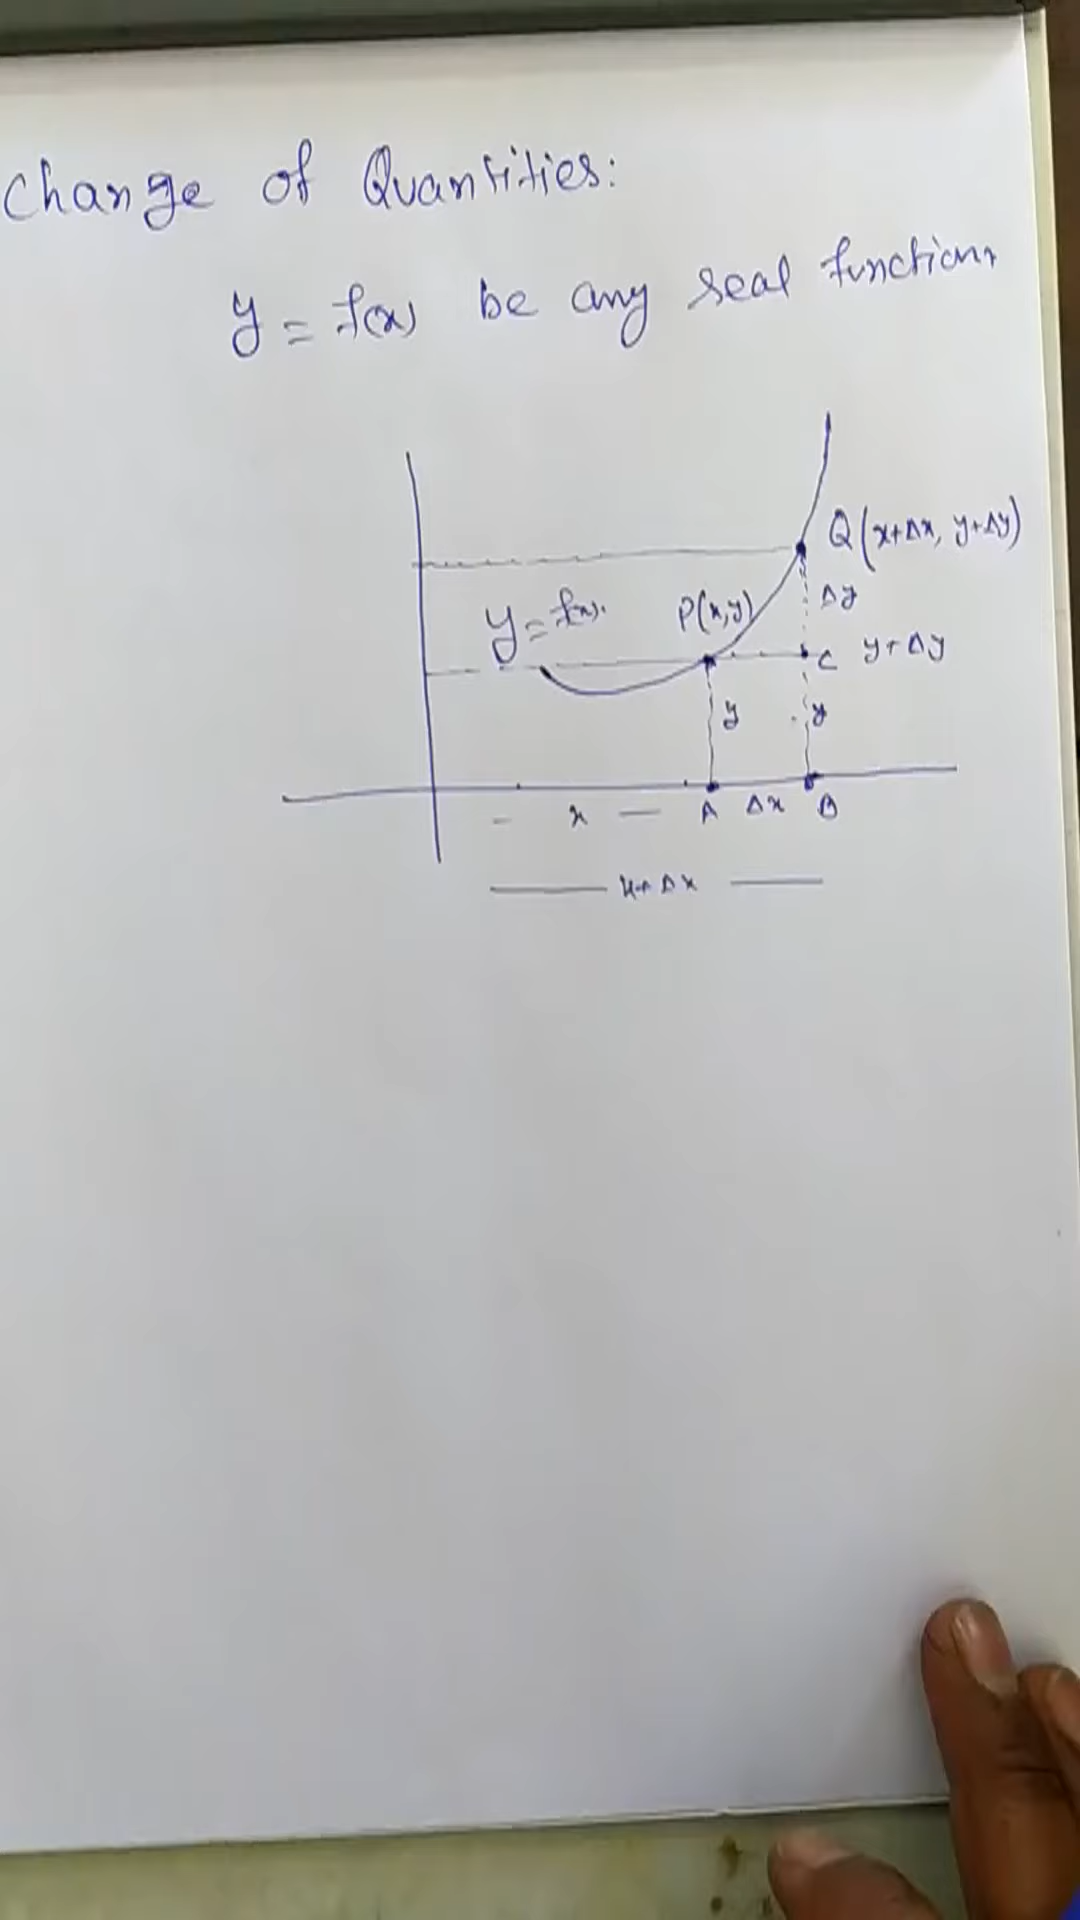 Change of Quantities:
y = f(x) be any real function,
Q(x+Δx, y+Δy)
y = f(x).
P(x,y)
Δy
C y+Δy
y
y
x
A
Δx
B
x+Δx